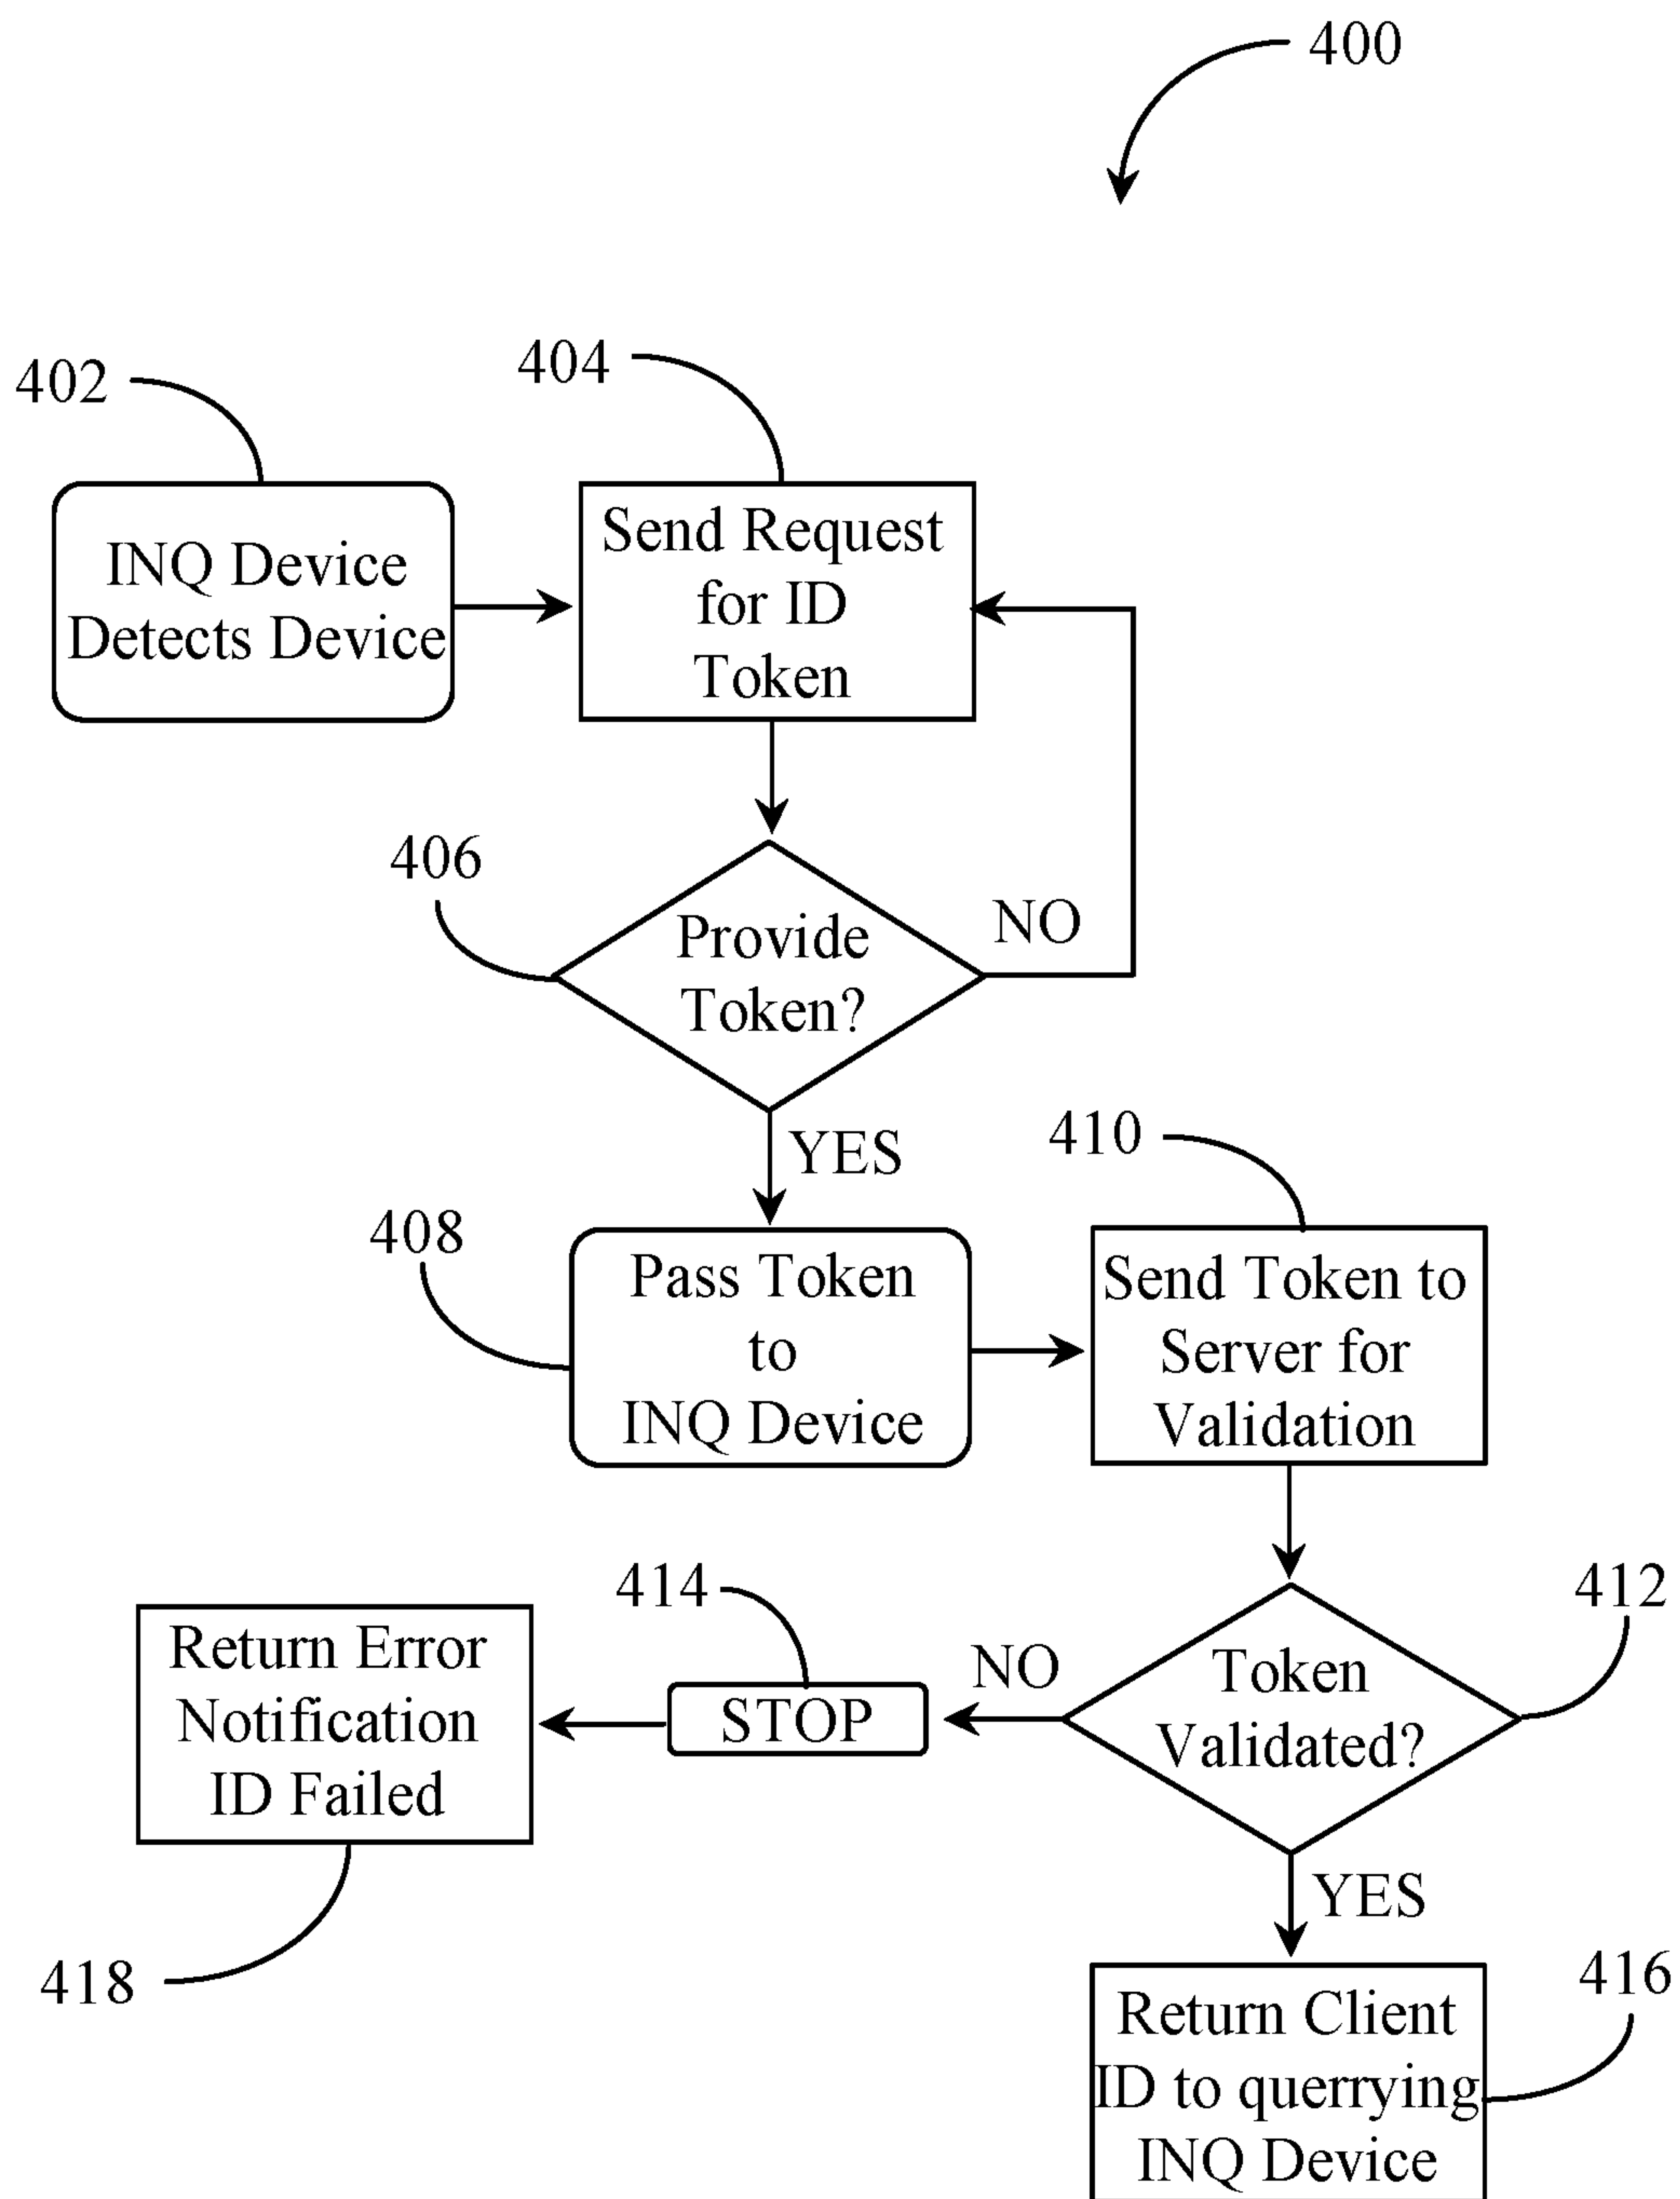 400
402
404
INQ Device
Detects Device
Send Request
for ID
Token
406
Provide
Token?
NO
YES
408
410
Pass Token
to
INQ Device
Send Token to
Server for
Validation
414
412
Return Error
Notification
ID Failed
STOP
NO
Token
Validated?
YES
418
416
Return Client
ID to querrying
INQ Device